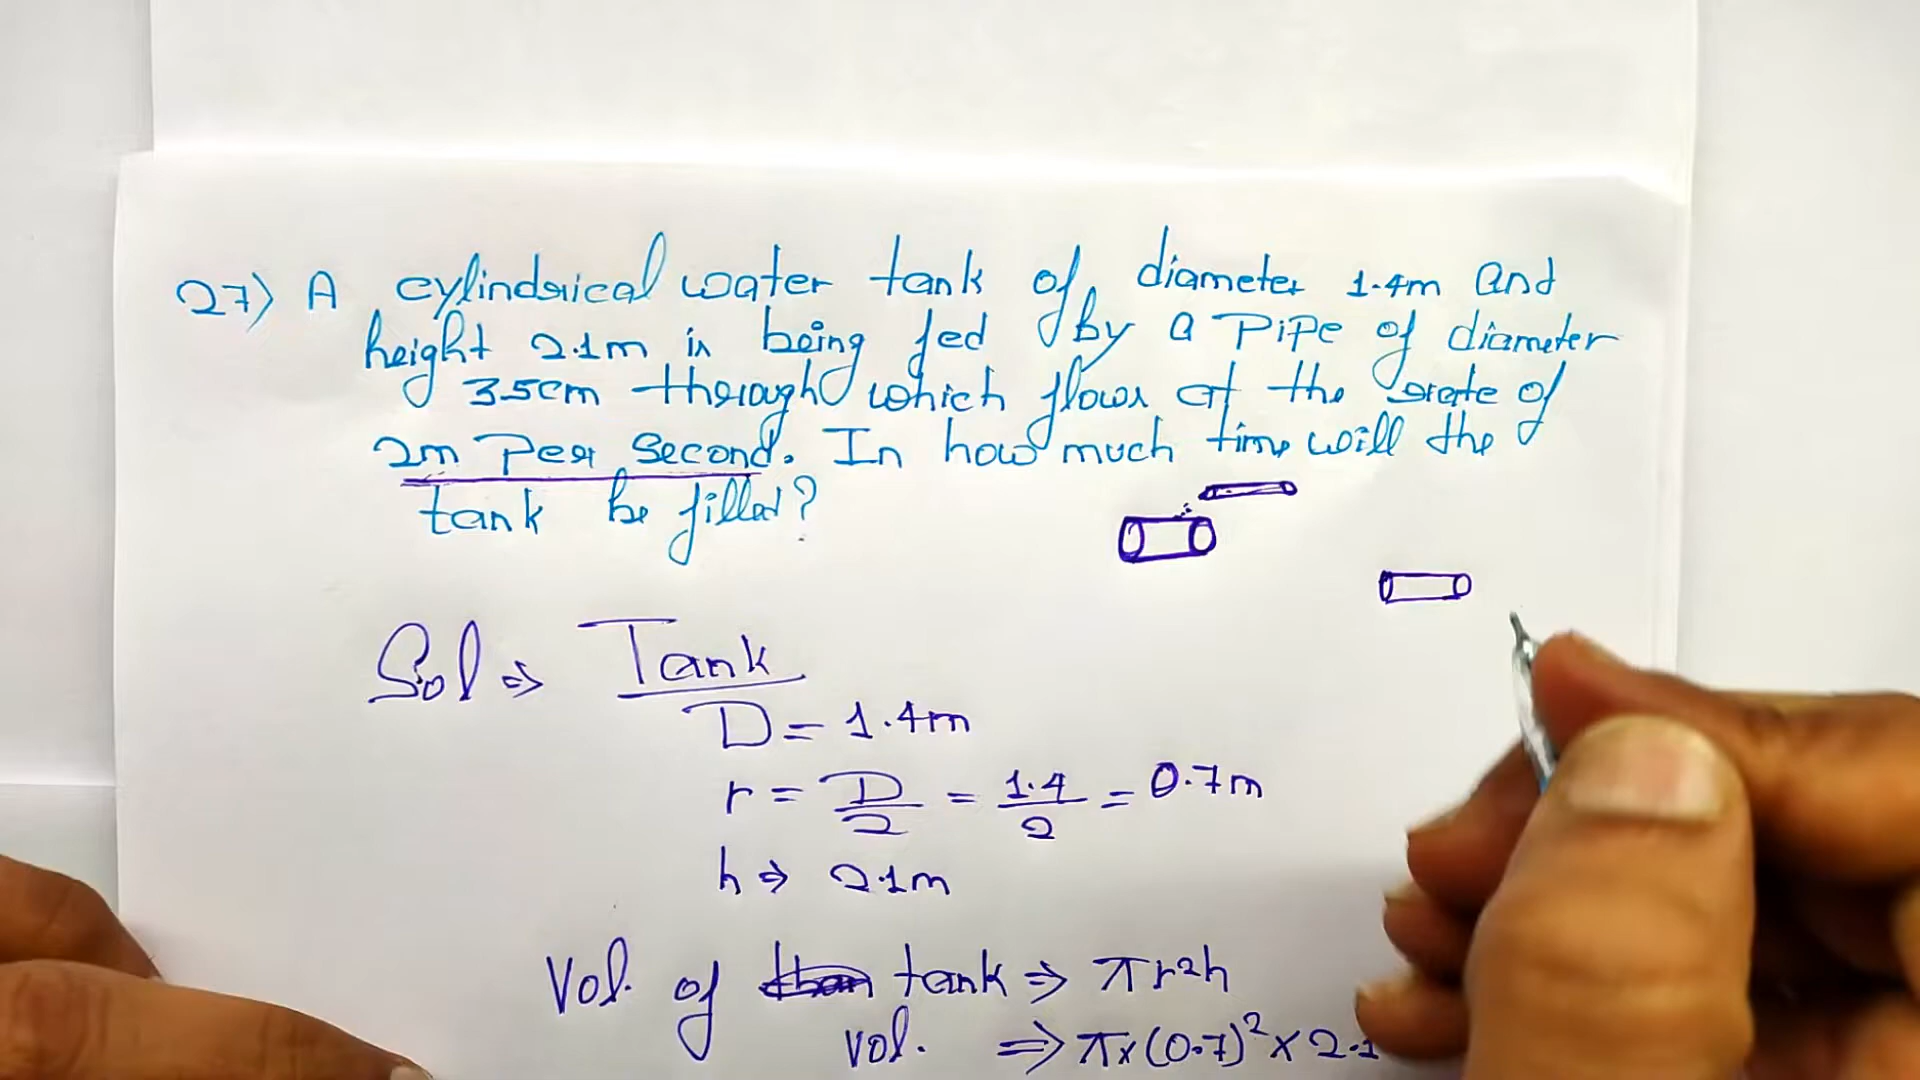 27) A cylindrical water tank of diameter 1.4m and
height 2.1m is being fed by a pipe of diameter
3.5cm through which flows at the rate of
2m per second. In how much time will the
tank be filled?
Sol ⇒ Tank
D = 1.4m
r = D/2 = 1.4/2 = 0.7m
h ⇒ 2.1m
Vol. of tank ⇒ πr²h
Vol. ⇒ π×(0.7)²×2.1